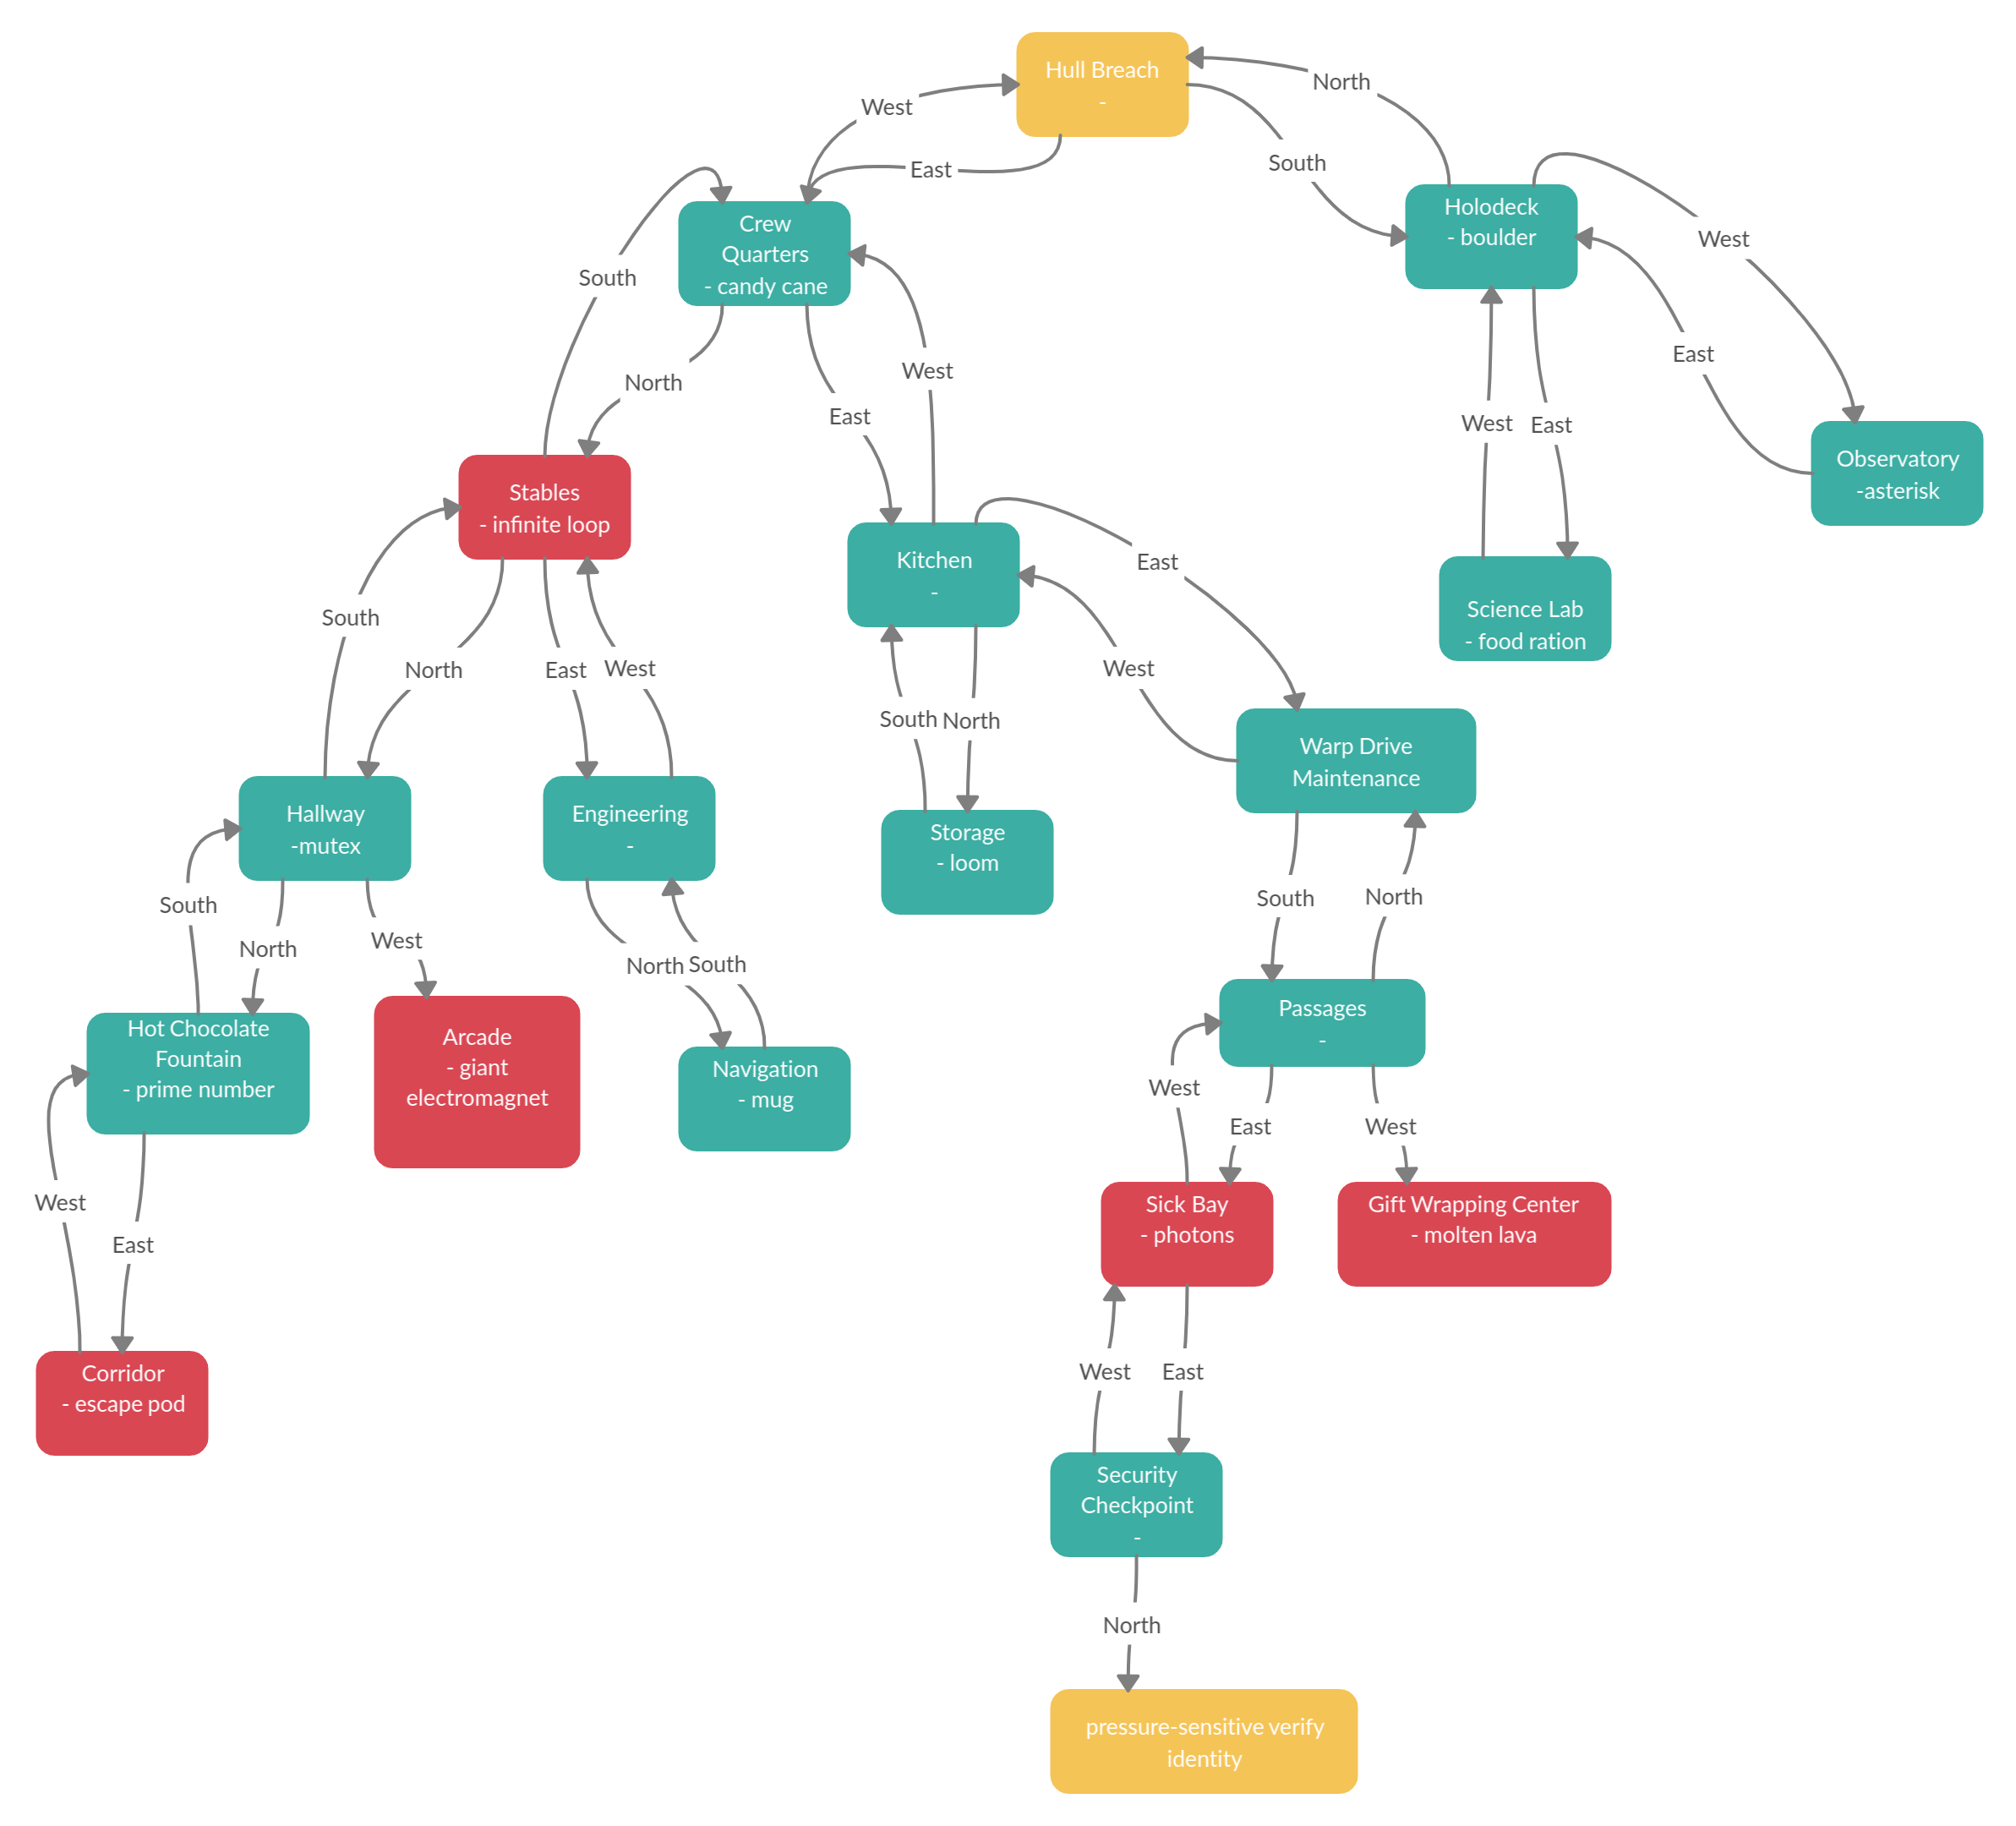 Hull Breach
-
North
West
East
South
Holodeck
- boulder
Crew
Quarters
- candy cane
West
South
West
North
East
East
West
East
Observatory
-asterisk
Stables
- infinite loop
Kitchen
-
East
Science Lab
- food ration
South
North
East
West
West
South
North
Warp Drive
Maintenance
Hallway
-mutex
Engineering
-
Storage
- loom
South
North
South
North
West
North
South
Passages
-
Hot Chocolate
Fountain
- prime number
Arcade
- giant
electromagnet
Navigation
- mug
West
East
West
West
East
Sick Bay
- photons
Gift Wrapping Center
- molten lava
Corridor
- escape pod
West
East
Security
Checkpoint
-
North
pressure-sensitive verify
identity